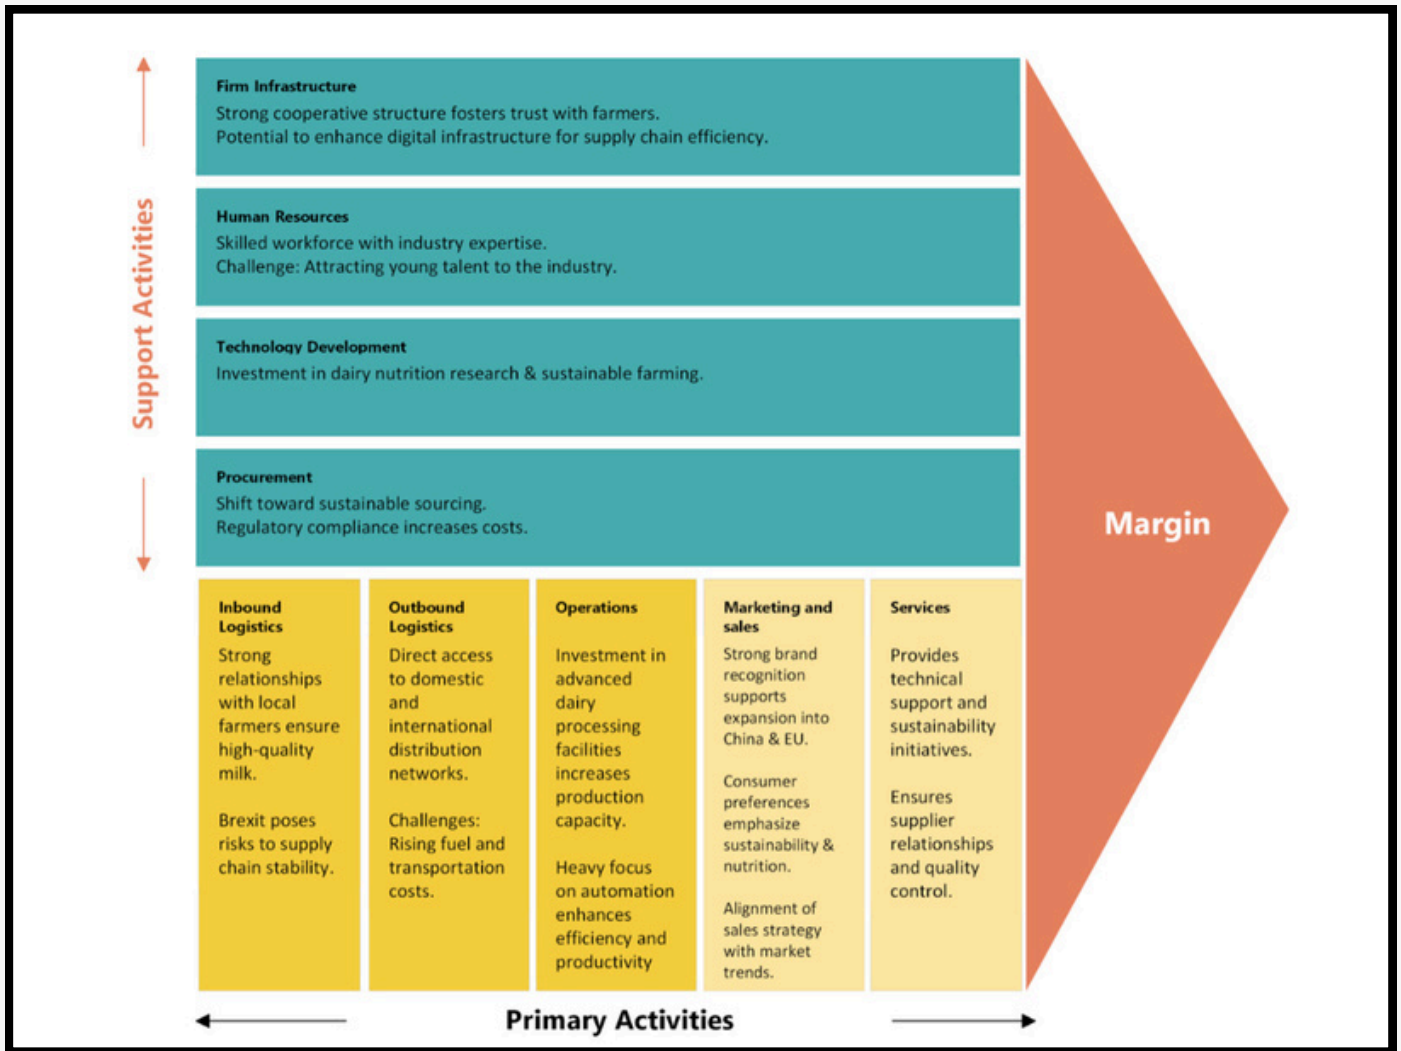 Support Activities
Firm Infrastructure
Strong cooperative structure fosters trust with farmers.
Potential to enhance digital infrastructure for supply chain efficiency.
Human Resources
Skilled workforce with industry expertise.
Challenge: Attracting young talent to the industry.
Technology Development
Investment in dairy nutrition research & sustainable farming.
Procurement
Shift toward sustainable sourcing.
Regulatory compliance increases costs.
Inbound
Logistics
Strong
relationships
with local
farmers ensure
high-quality
milk.
Brexit poses
risks to supply
chain stability.
Outbound
Logistics
Direct access
to domestic
and
international
distribution
networks.
Challenges:
Rising fuel and
transportation
costs.
Operations
Investment in
advanced
dairy
processing
facilities
increases
production
capacity.
Heavy focus
on automation
enhances
efficiency and
productivity
Marketing and
sales
Strong brand
recognition
supports
expansion into
China & EU.
Consumer
preferences
emphasize
sustainability &
nutrition.
Alignment of
sales strategy
with market
trends.
Services
Provides
technical
support and
sustainability
initiatives.
Ensures
supplier
relationships
and quality
control.
Margin
Primary Activities